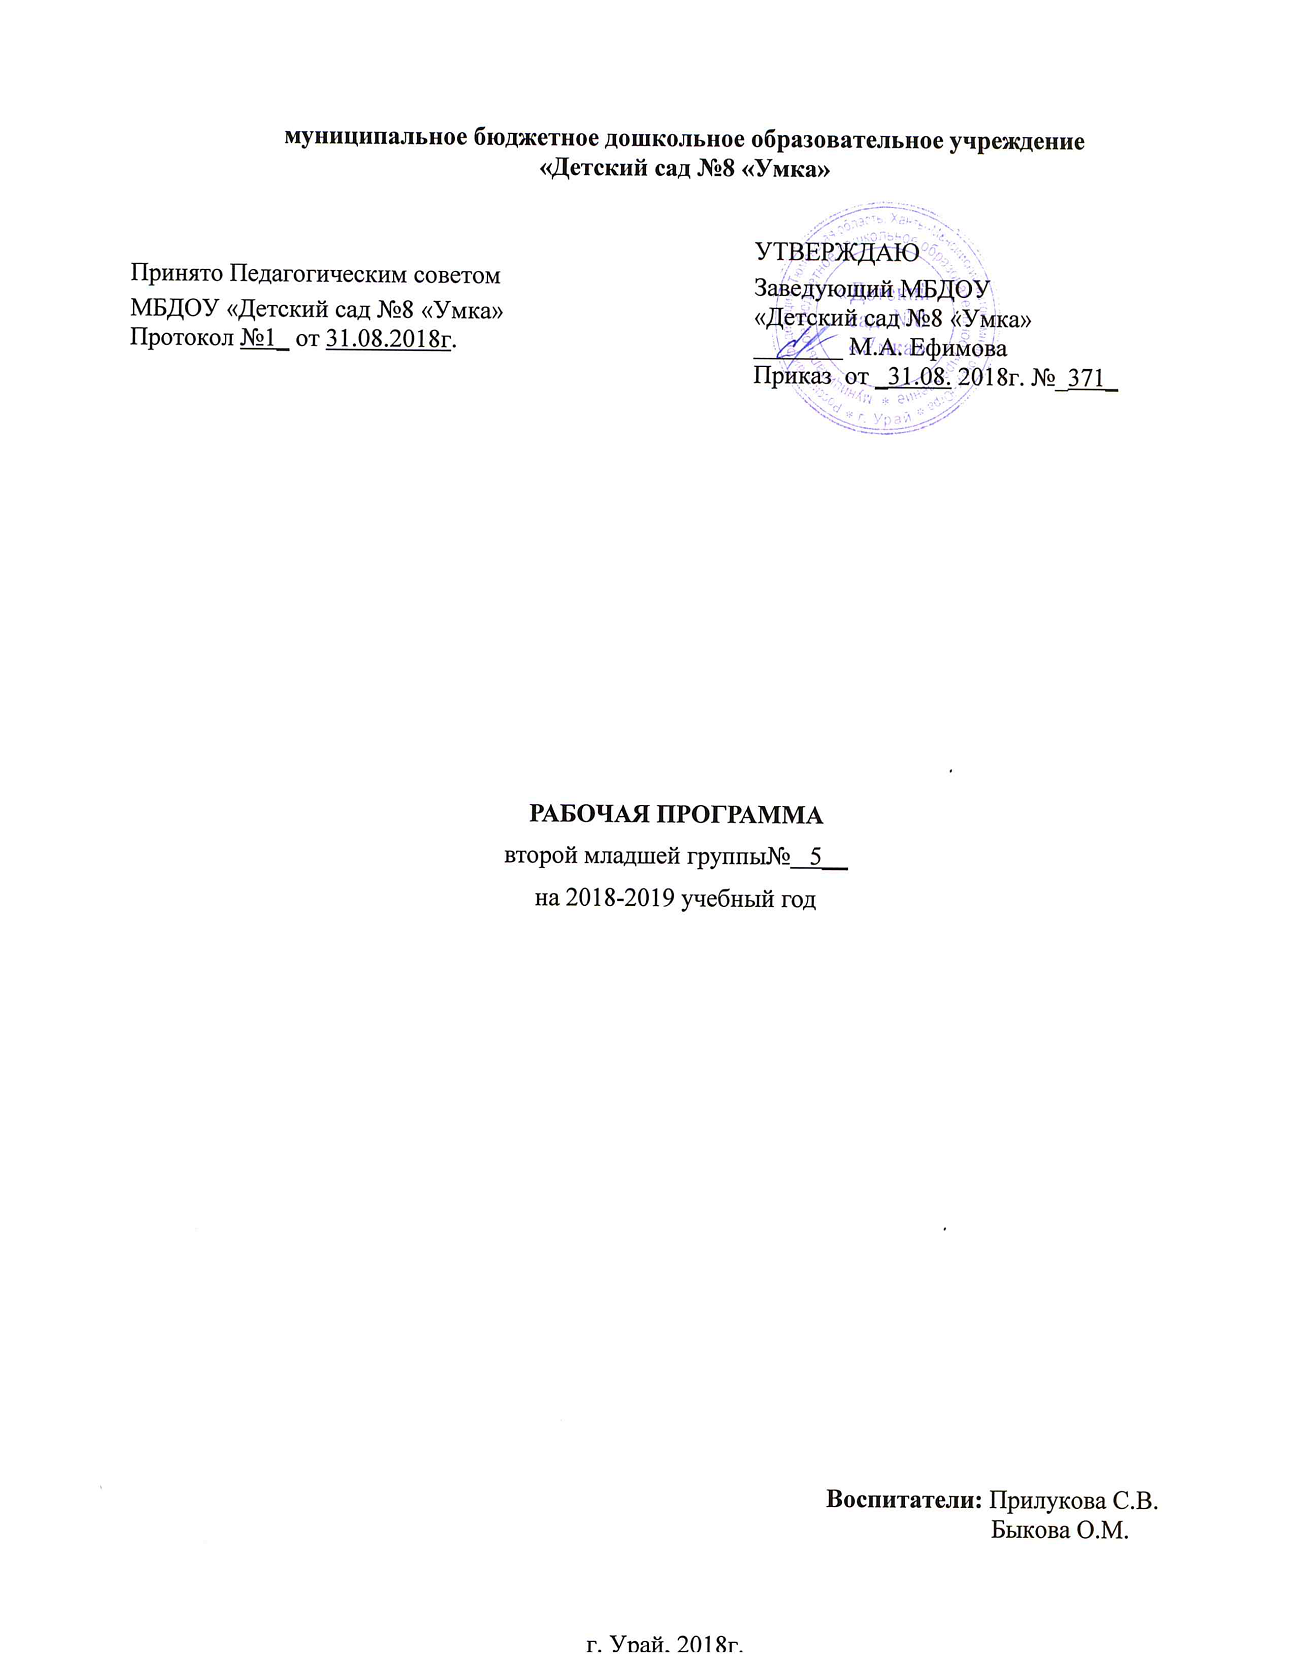 муниципальное бюджетное дошкольное образовательное учреждение
«Детский сад №8 «Умка»
Принято Педагогическим советом
МБДОУ «Детский сад №8 «Умка»
Протокол №1_ от 31.08.2018г.
УТВЕРЖДАЮ
Заведующий МБДОУ
«Детский сад №8 «Умка»
_______ М.А. Ефимова
Приказ от _31.08. 2018г. №_371_
г. Урай
РАБОЧАЯ ПРОГРАММА
второй младшей группы№__5__
на 2018-2019 учебный год
Воспитатели: Прилукова С.В.
Быкова О.М.
г. Урай, 2018г.